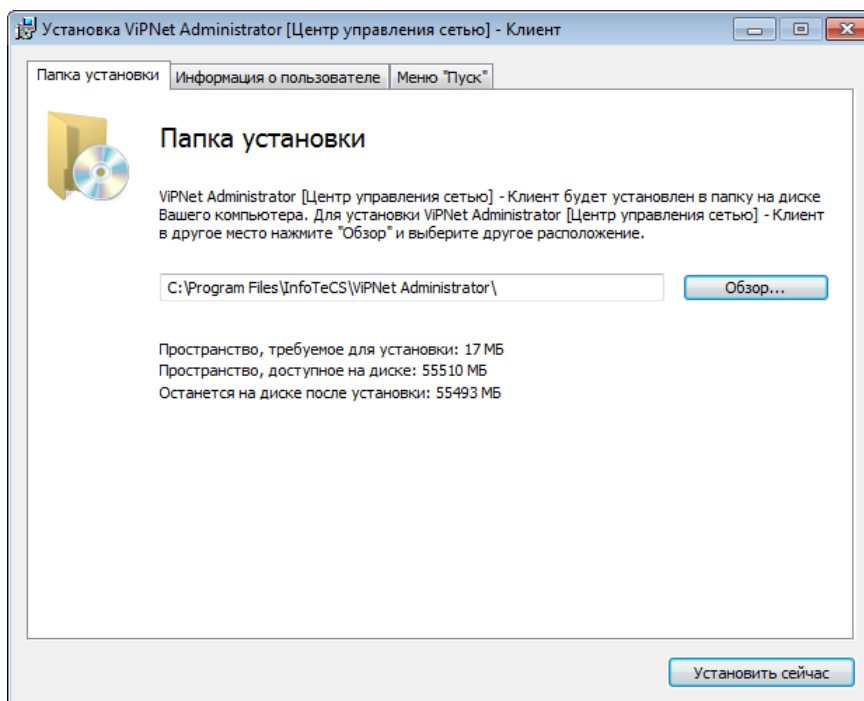 Установка ViPNet Administrator [Центр управления сетью] - Клиент
Папка установки
Информация о пользователе
Меню "Пуск"
Папка установки
ViPNet Administrator [Центр управления сетью] - Клиент будет установлен в папку на диске
Вашего компьютера. Для установки ViPNet Administrator [Центр управления сетью] - Клиент
в другое место нажмите "Обзор" и выберите другое расположение.
C:\Program Files\InfoTeCS\ViPNet Administrator\
Обзор...
Пространство, требуемое для установки: 17 МБ
Пространство, доступное на диске: 55510 МБ
Останется на диске после установки: 55493 МБ
Установить сейчас